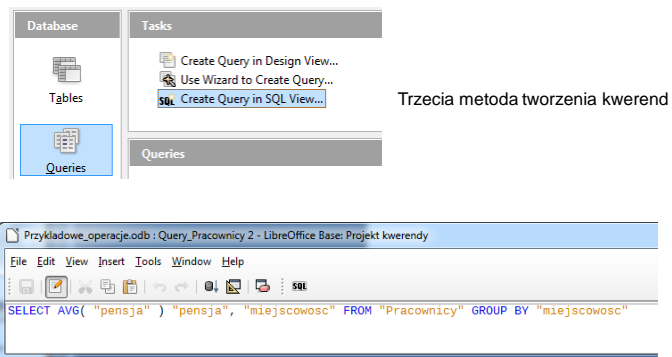 Database
Tasks
Create Query in Design View...
Use Wizard to Create Query...
SQL Create Query in SQL View...
Tables
Queries
Queries
Trzecia metoda tworzenia kwerend
Przykladowe_operacje.odb : Query_Pracownicy 2 - LibreOffice Base: Projekt kwerendy
File Edit View Insert Tools Window Help
SQL
SELECT AVG( "pensja" ) "pensja", "miejscowosc" FROM "Pracownicy" GROUP BY "miejscowosc"